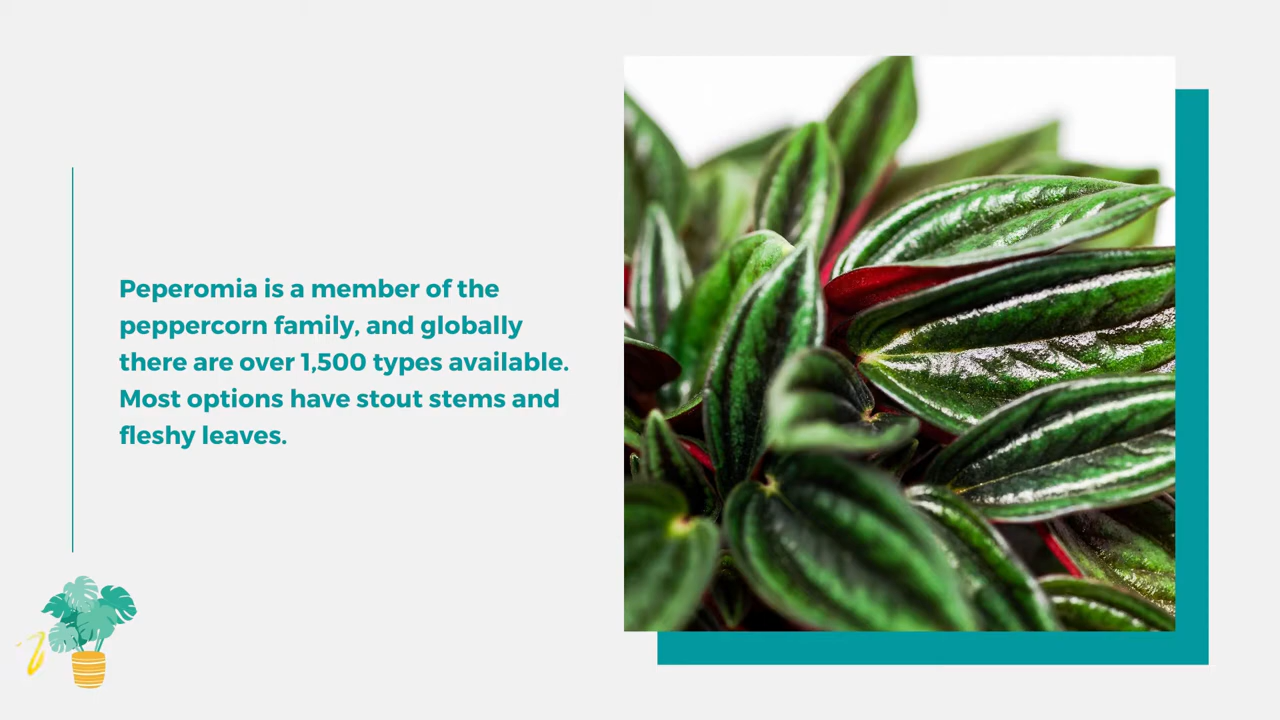 Peperomia is a member of the
peppercorn family, and globally
there are over 1,500 types available.
Most options have stout stems and
fleshy leaves.